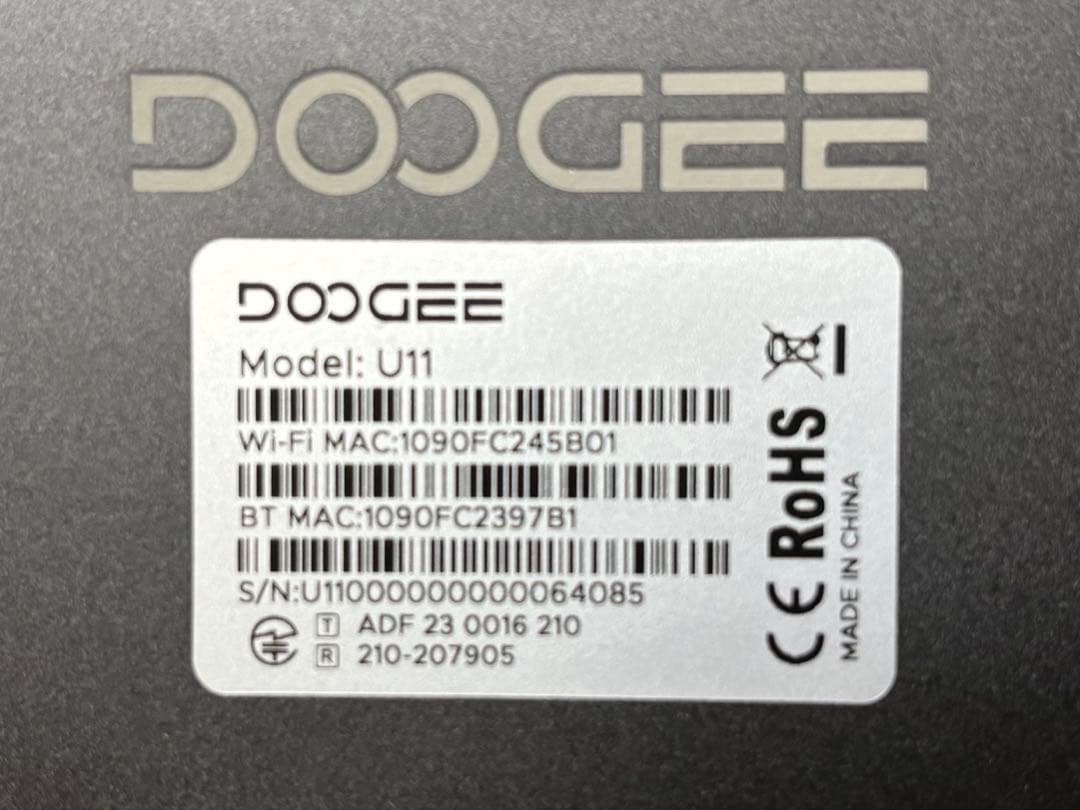 DOOGEE
DOOGEE
Model: U11
Wi-Fi MAC:1090FC245B01
BT MAC:1090FC2397B1
S/N:U1100000000000064085
T ADF 23 0016 210
R 210-207905
CE RoHS
MADE IN CHINA